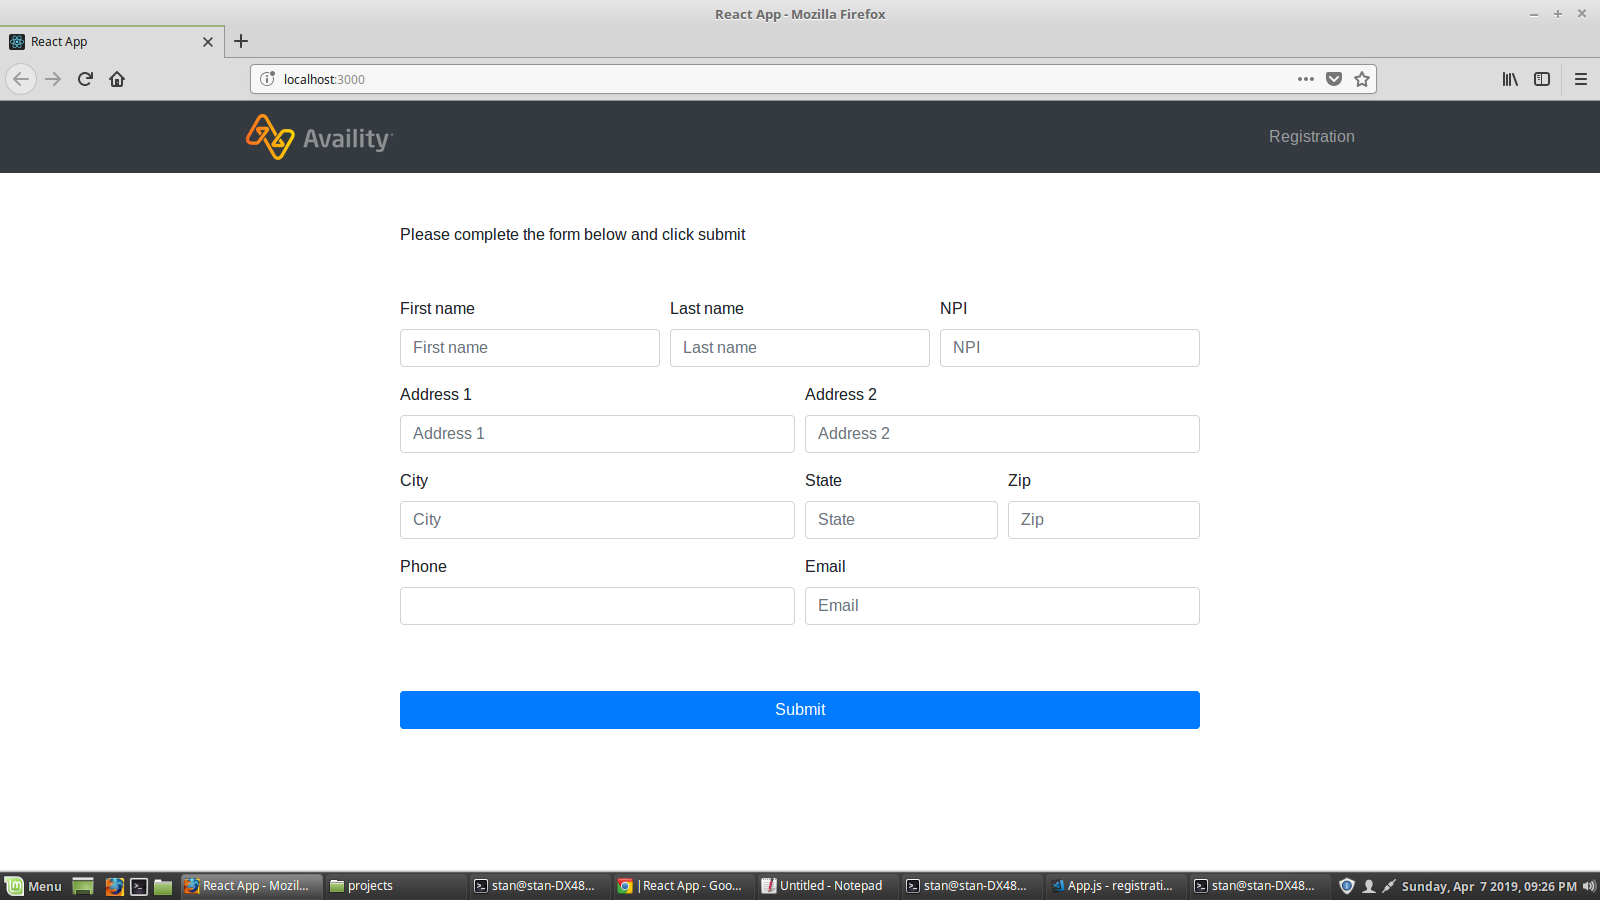 React App - Mozilla Firefox
React App
localhost:3000
Availity
Registration
Please complete the form below and click submit
First name Last name NPI
First name Last name NPI
Address 1 Address 2
Address 1 Address 2
City State Zip
City State Zip
Phone Email
Email
Submit
Menu React App - Mozil... projects stan@stan-DX48... | React App - Goo... Untitled - Notepad stan@stan-DX48... App.js - registrati... stan@stan-DX48... Sunday, Apr 7 2019, 09:26 PM